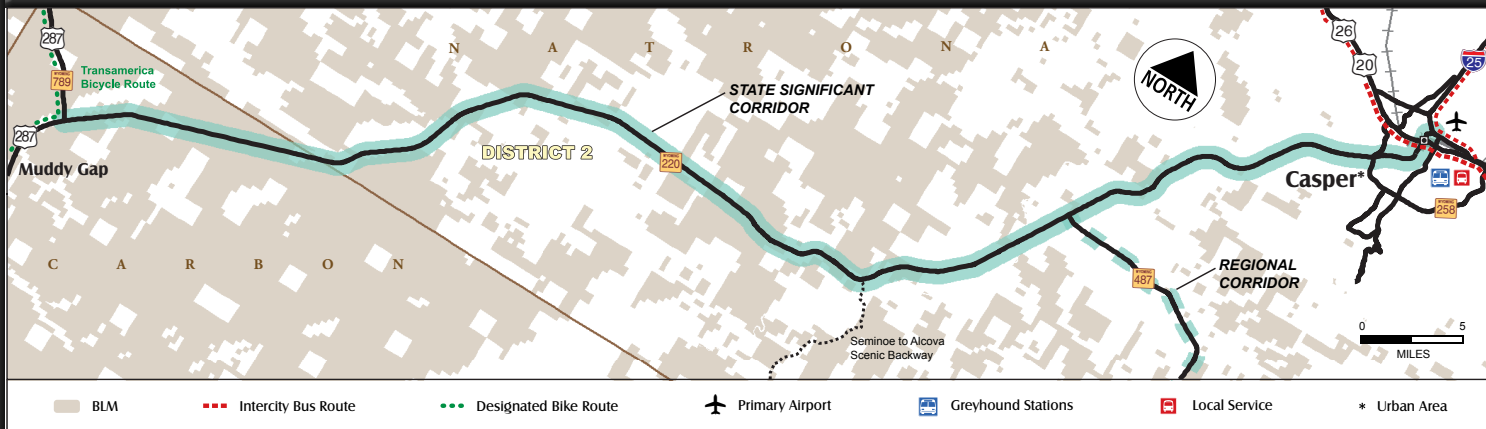 287
WYOMING
789
Transamerica
Bicycle Route
287
Muddy Gap
N A T R O N A
STATE SIGNIFICANT
CORRIDOR
DISTRICT 2
WYOMING
220
NORTH
26
20
25
Casper*
WYOMING
258
C A R B O N
WYOMING
487
REGIONAL
CORRIDOR
Seminoe to Alcova
Scenic Backway
0 5
MILES
BLM
Intercity Bus Route
Designated Bike Route
Primary Airport
Greyhound Stations
Local Service
* Urban Area